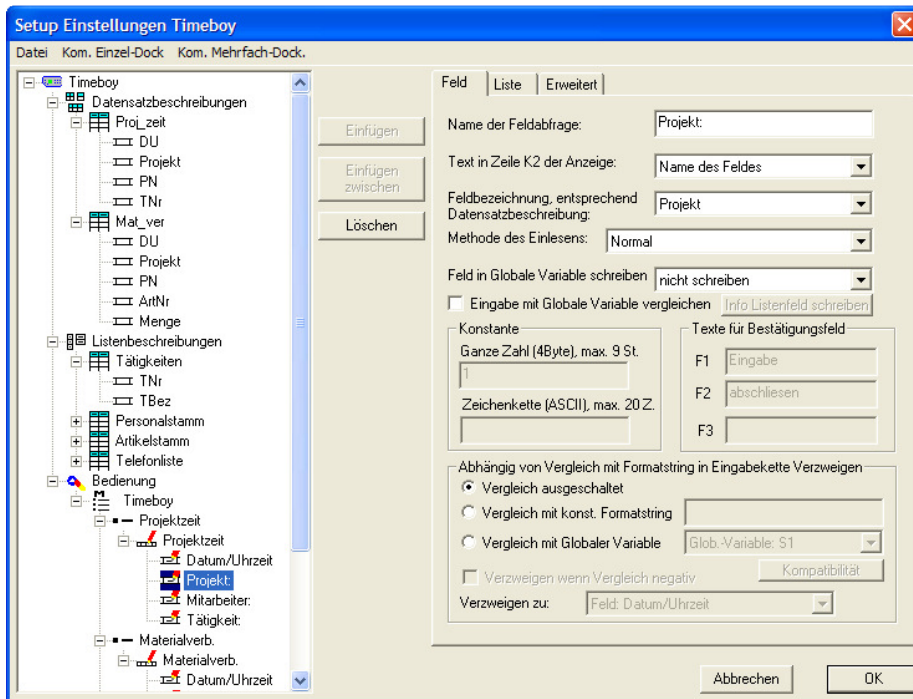 Setup Einstellungen Timeboy
Datei Kom. Einzel-Dock Kom. Mehrfach-Dock.
Timeboy
Datensatzbeschreibungen
Proj_zeit
DU
Projekt
PN
TNr
Mat_ver
DU
Projekt
PN
ArtNr
Menge
Listenbeschreibungen
Tätigkeiten
TNr
TBez
Personalstamm
Artikelstamm
Telefonliste
Bedienung
Timeboy
Projektzeit
Projektzeit
Datum/Uhrzeit
Projekt:
Mitarbeiter:
Tätigkeit:
Materialverb.
Materialverb.
Datum/Uhrzeit
Einfügen
Einfügen
zwischen
Löschen
Feld Liste Erweitert
Name der Feldabfrage: Projekt:
Text in Zeile K2 der Anzeige: Name des Feldes
Feldbezeichnung, entsprechend
Datensatzbeschreibung: Projekt
Methode des Einlesens: Normal
Feld in Globale Variable schreiben nicht schreiben
Eingabe mit Globale Variable vergleichen Info Listenfeld schreiben
Konstante
Ganze Zahl (4Byte), max. 9 St.
1
Zeichenkette (ASCII), max. 20 Z.
Texte für Bestätigungsfeld
F1 Eingabe
F2 abschliesen
F3
Abhängig von Vergleich mit Formatstring in Eingabekette Verzweigen
Vergleich ausgeschaltet
Vergleich mit konst. Formatstring
Vergleich mit Globaler Variable Glob.-Variable: S1
Verzweigen wenn Vergleich negativ Kompatibilität
Verzweigen zu: Feld: Datum/Uhrzeit
Abbrechen OK